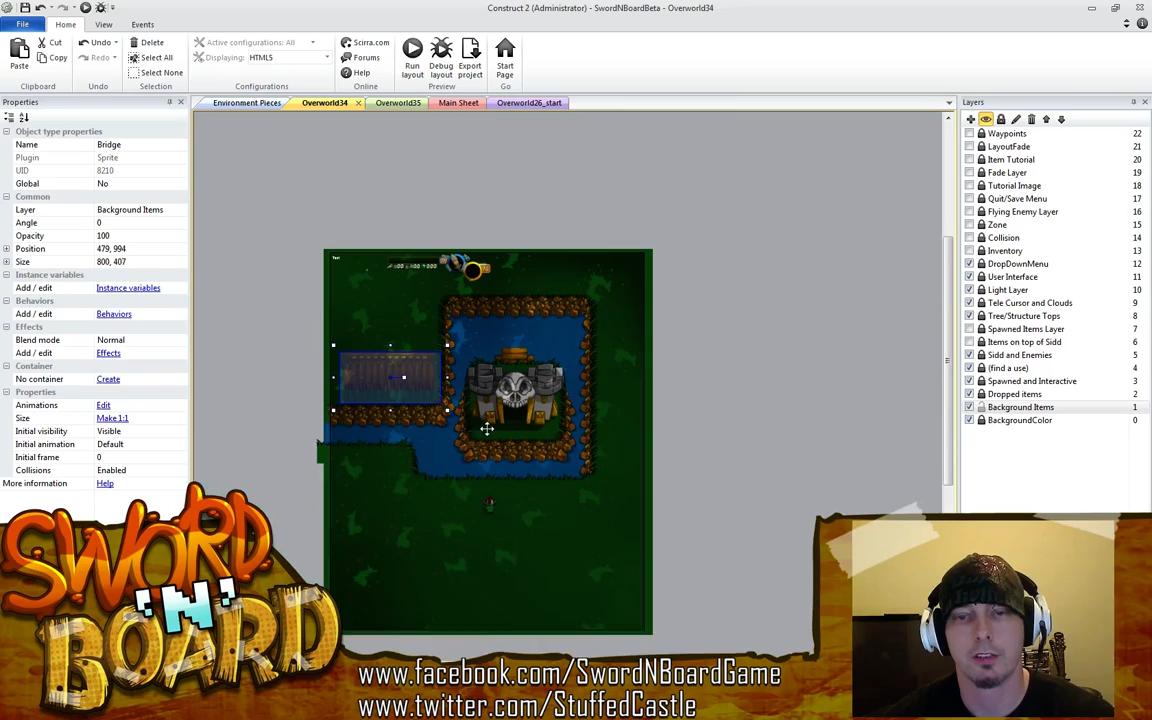 Construct 2 (Administrator) - SwordNBoardBeta - Overworld34
File
Home
View
Events
Paste
Cut
Copy
Clipboard
Undo
Redo
Undo
Delete
Select All
Select None
Selection
Active configurations: All
Displaying: HTML5
Configurations
Scirra.com
Forums
Help
Online
Run layout
Debug layout
Export project
Preview
Start Page
Go
Properties
Environment Pieces
Overworld34
Overworld35
Main Sheet
Overworld26_start
Layers
Object type properties
Name Bridge
Plugin Sprite
UID 8210
Global No
Common
Layer Background Items
Angle 0
Opacity 100
Position 479, 994
Size 800, 407
Instance variables
Add / edit Instance variables
Behaviors
Add / edit Behaviors
Effects
Blend mode Normal
Add / edit Effects
Container
No container Create
Properties
Animations Edit
Size Make 1:1
Initial visibility Visible
Initial animation Default
Initial frame 0
Collisions Enabled
More information Help
Text
Waypoints 22
LayoutFade 21
Item Tutorial 20
Fade Layer 19
Tutorial Image 18
Quit/Save Menu 17
Flying Enemy Layer 16
Zone 15
Collision 14
Inventory 13
DropDownMenu 12
User Interface 11
Light Layer 10
Tele Cursor and Clouds 9
Tree/Structure Tops 8
Spawned Items Layer 7
Items on top of Sidd 6
Sidd and Enemies 5
(find a use) 4
Spawned and Interactive 3
Dropped items 2
Background Items 1
BackgroundColor 0
SWORD
'N'
BOARD
www.facebook.com/SwordNBoardGame
www.twitter.com/StuffedCastle